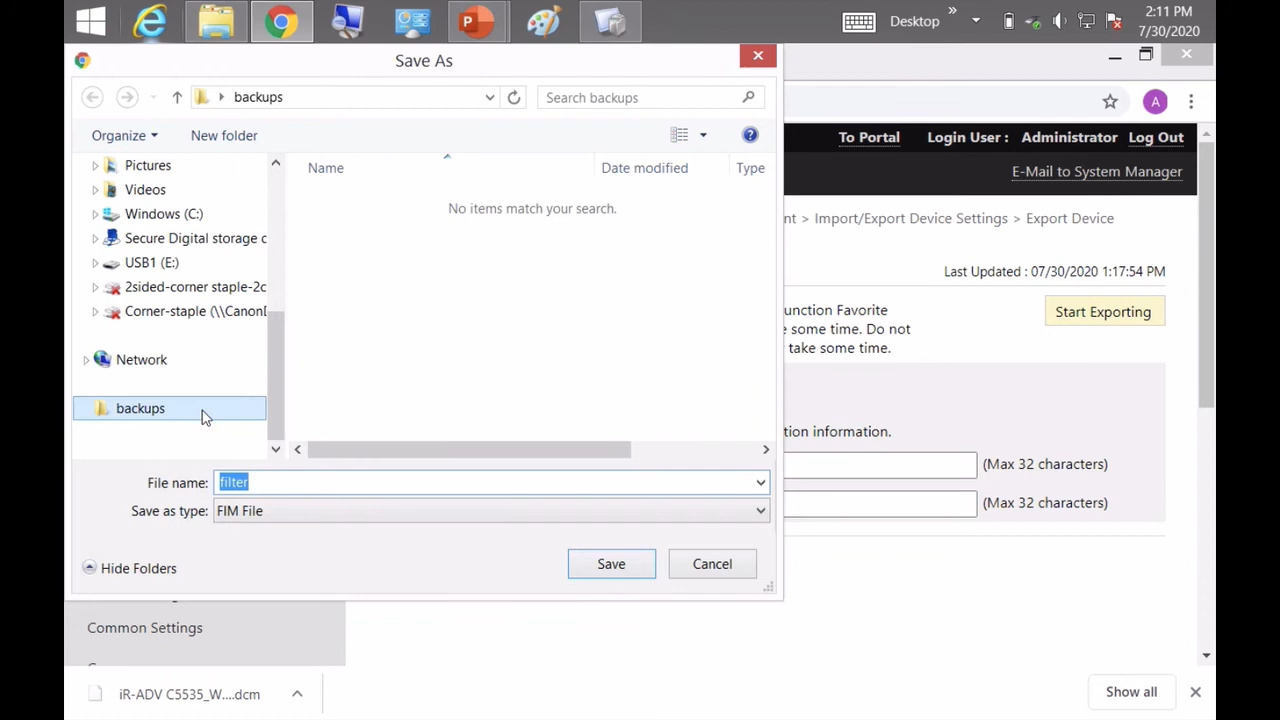 Desktop
»
2:11 PM
7/30/2020
Save As
backups
Search backups
Organize
New folder
Pictures
Videos
Windows (C:)
Secure Digital storage c
USB1 (E:)
2sided-corner staple-2c
Corner-staple (\\Canon
Network
backups
Name
Date modified
Type
No items match your search.
File name:
filter
Save as type:
FIM File
Hide Folders
Save
Cancel
A
To Portal
Login User :
Administrator
Log Out
E-Mail to System Manager
nt > Import/Export Device Settings > Export Device
Last Updated : 07/30/2020 1:17:54 PM
unction Favorite
e some time. Do not
take some time.
Start Exporting
tion information.
(Max 32 characters)
(Max 32 characters)
Common Settings
iR-ADV C5535_W....dcm
Show all